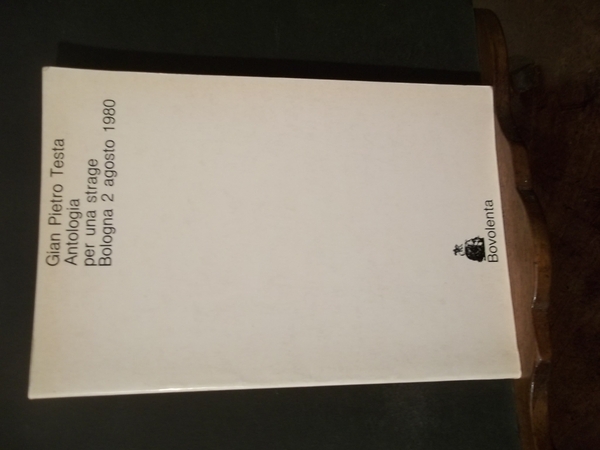 Gian Pietro Testa
Antologia
per una strage
Bologna 2 agosto 1980
Bovolenta